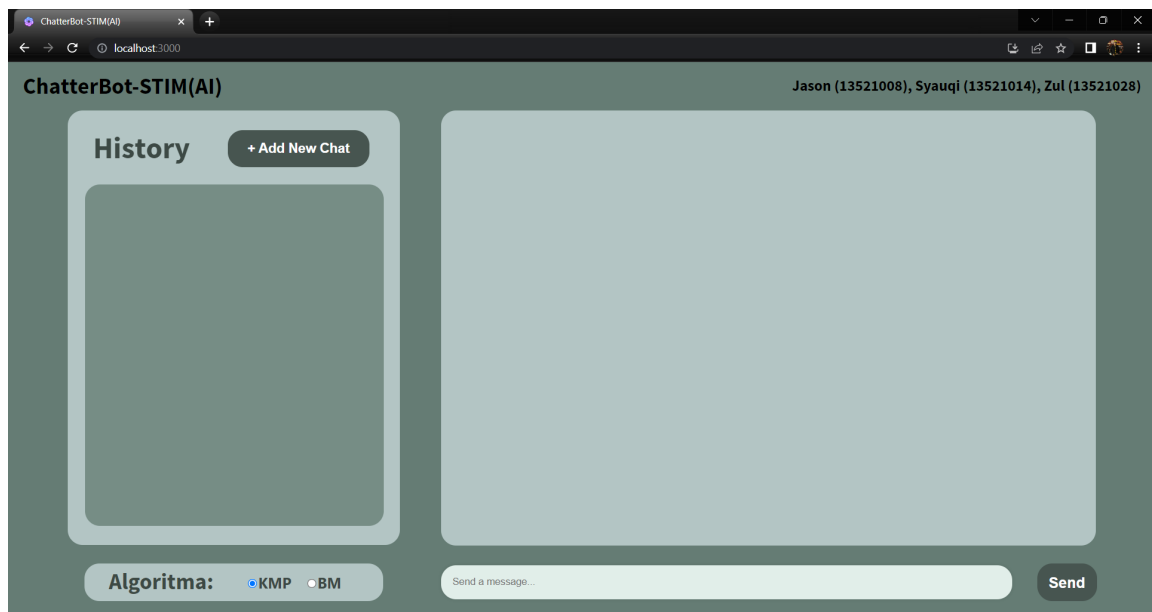 ChatterBot-STIM(AI)
localhost:3000
ChatterBot-STIM(AI)
Jason (13521008), Syauqi (13521014), Zul (13521028)
History
+ Add New Chat
Algoritma:
KMP
BM
Send a message...
Send